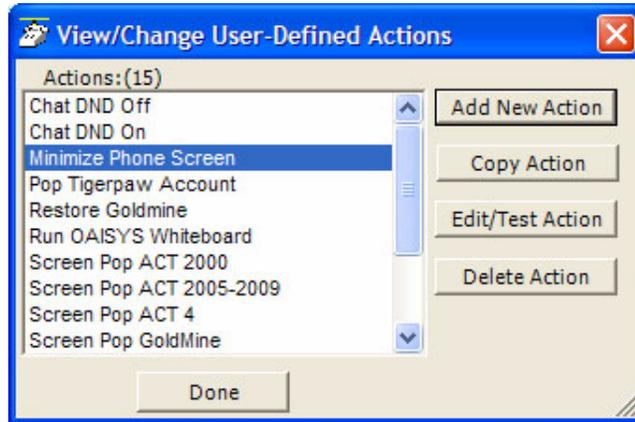 View/Change User-Defined Actions
Actions:(15)
Chat DND Off
Chat DND On
Minimize Phone Screen
Pop Tigerpaw Account
Restore Goldmine
Run OAISYS Whiteboard
Screen Pop ACT 2000
Screen Pop ACT 2005-2009
Screen Pop ACT 4
Screen Pop GoldMine
Add New Action
Copy Action
Edit/Test Action
Delete Action
Done